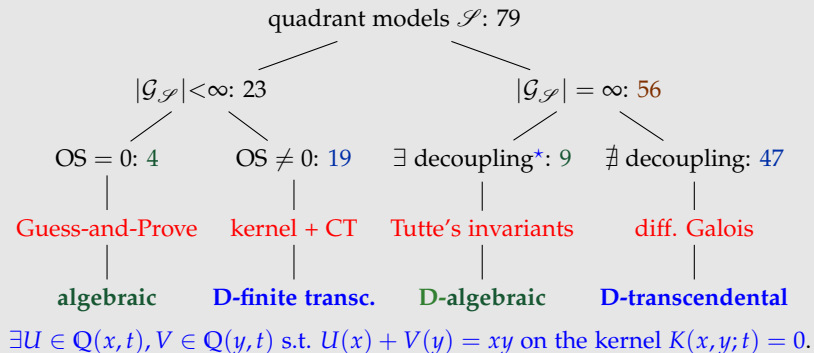 quadrant models 𝒮: 79
|𝒢_𝒮|<∞: 23 |𝒢_𝒮| = ∞: 56
OS = 0: 4 OS ≠ 0: 19 ∃ decoupling⋆: 9 ∄ decoupling: 47
Guess-and-Prove kernel + CT Tutte's invariants diff. Galois
algebraic D-finite transc. D-algebraic D-transcendental
∃U ∈ ℚ(x, t), V ∈ ℚ(y, t) s.t. U(x) + V(y) = xy on the kernel K(x, y; t) = 0.